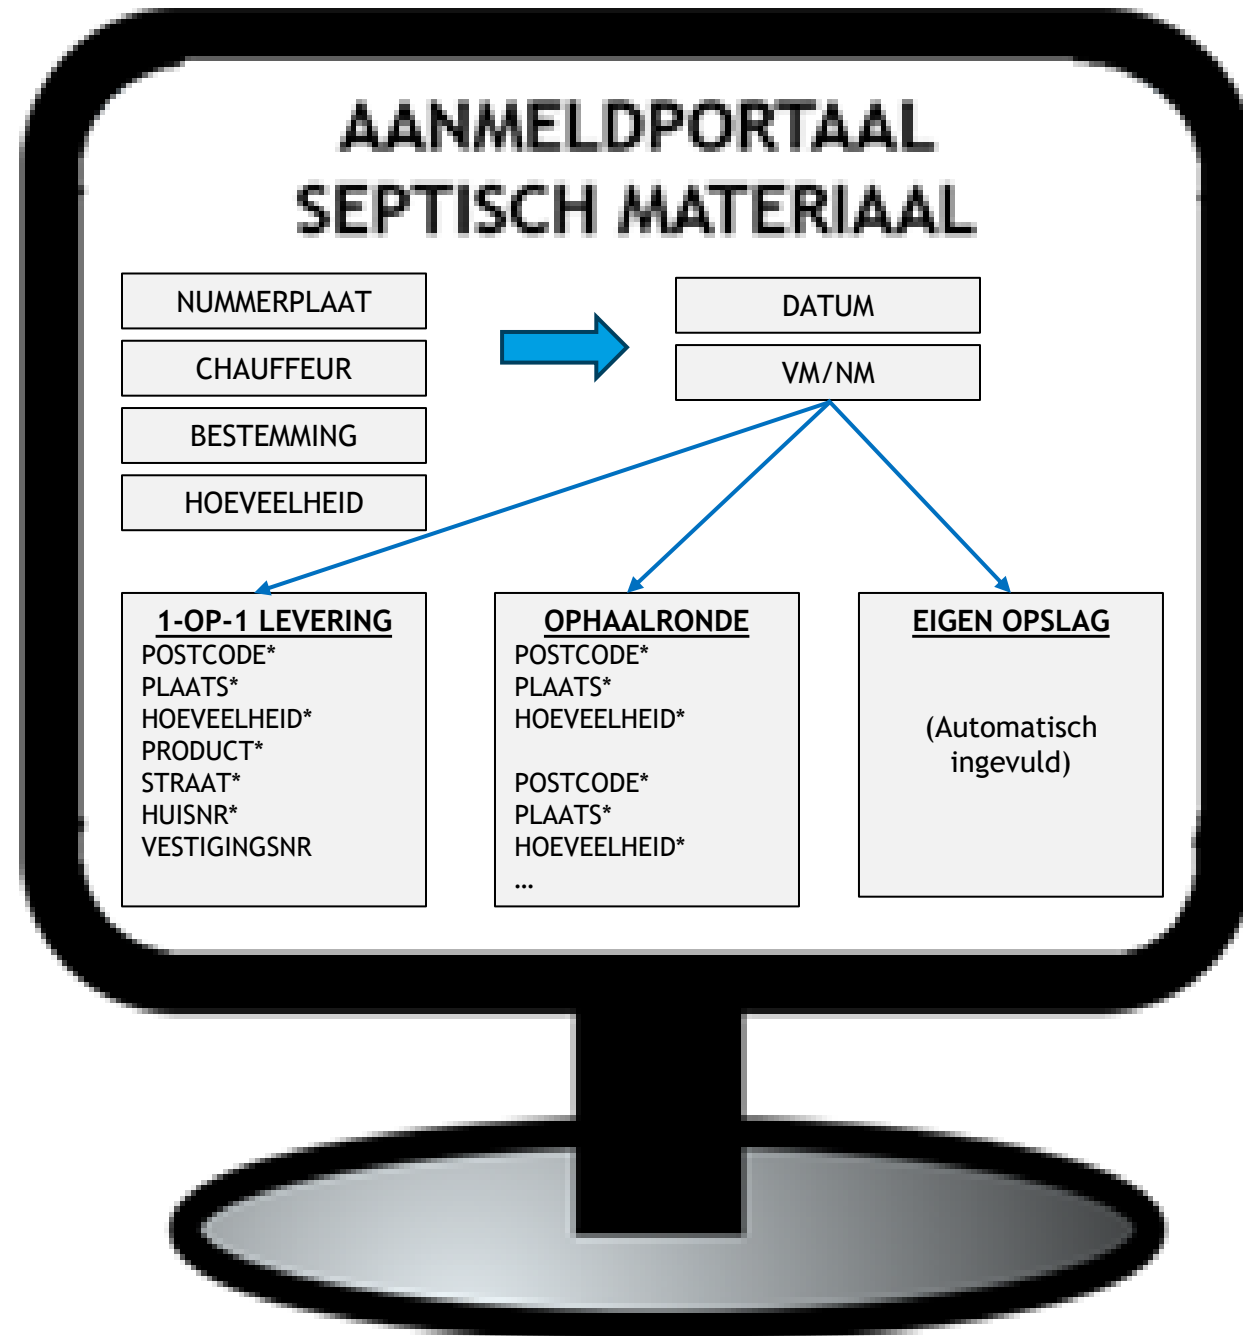 AANMELDPORTAAL
SEPTISCH MATERIAAL
NUMMERPLAAT
CHAUFFEUR
BESTEMMING
HOEVEELHEID
DATUM
VM/NM
1-OP-1 LEVERING
POSTCODE*
PLAATS*
HOEVEELHEID*
PRODUCT*
STRAAT*
HUISNR*
VESTIGINGSNR
OPHAALRONDE
POSTCODE*
PLAATS*
HOEVEELHEID*
POSTCODE*
PLAATS*
HOEVEELHEID*
…
EIGEN OPSLAG
(Automatisch
ingevuld)